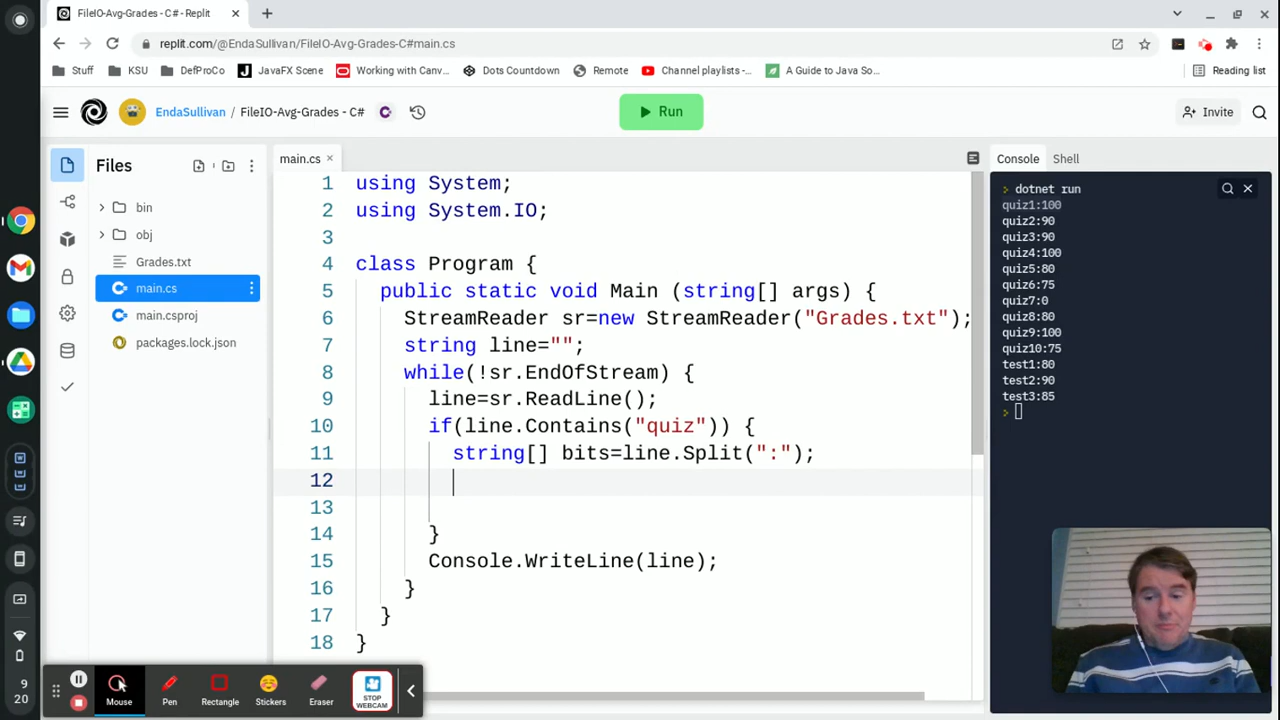 FileIO-Avg-Grades - C# - Replit
replit.com/@EndaSullivan/FileIO-Avg-Grades-C#main.cs
Stuff KSU DefProCo JavaFX Scene Working with Canv... Dots Countdown Remote Channel playlists -... A Guide to Java So... Reading list
EndaSullivan / FileIO-Avg-Grades - C# Run Invite
Files
bin
obj
Grades.txt
main.cs
main.csproj
packages.lock.json
main.cs
1 using System;
2 using System.IO;
3
4 class Program {
5 public static void Main (string[] args) {
6 StreamReader sr=new StreamReader("Grades.txt");
7 string line="";
8 while(!sr.EndOfStream) {
9 line=sr.ReadLine();
10 if(line.Contains("quiz")) {
11 string[] bits=line.Split(":");
12
13
14 }
15 Console.WriteLine(line);
16 }
17 }
18 }
Console Shell
dotnet run
quiz1:100
quiz2:90
quiz3:90
quiz4:100
quiz5:80
quiz6:75
quiz7:0
quiz8:80
quiz9:100
quiz10:75
test1:80
test2:90
test3:85
9
20
Mouse Pen Rectangle Stickers Eraser STOP WEBCAM